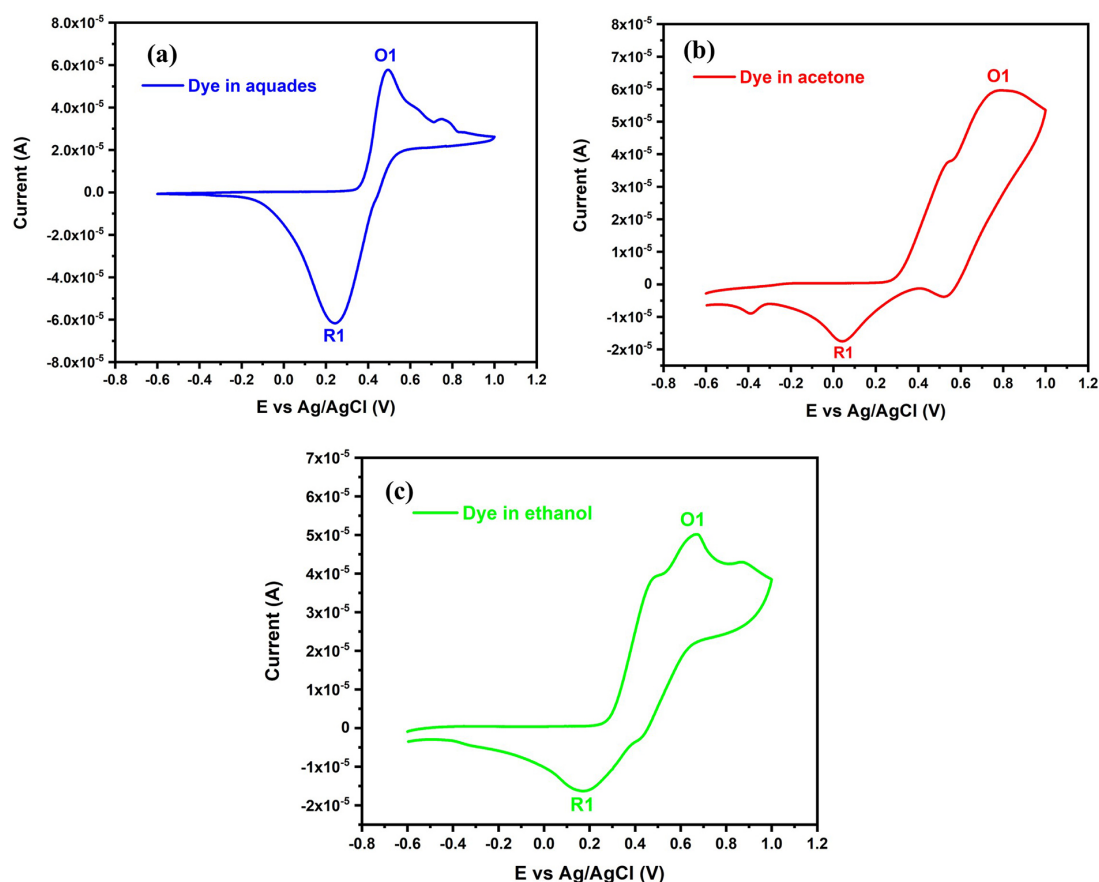 (a)
Dye in aquades
O1
R1
8.0x10⁻⁵
6.0x10⁻⁵
4.0x10⁻⁵
2.0x10⁻⁵
0.0
-2.0x10⁻⁵
-4.0x10⁻⁵
-6.0x10⁻⁵
-8.0x10⁻⁵
Current (A)
-0.8 -0.6 -0.4 -0.2 0.0 0.2 0.4 0.6 0.8 1.0 1.2
E vs Ag/AgCl (V)
(b)
Dye in acetone
O1
R1
8x10⁻⁵
7x10⁻⁵
6x10⁻⁵
5x10⁻⁵
4x10⁻⁵
3x10⁻⁵
2x10⁻⁵
1x10⁻⁵
0
-1x10⁻⁵
-2x10⁻⁵
Current (A)
-0.8 -0.6 -0.4 -0.2 0.0 0.2 0.4 0.6 0.8 1.0 1.2
E vs Ag/AgCl (V)
(c)
Dye in ethanol
O1
R1
7x10⁻⁵
6x10⁻⁵
5x10⁻⁵
4x10⁻⁵
3x10⁻⁵
2x10⁻⁵
1x10⁻⁵
0
-1x10⁻⁵
-2x10⁻⁵
Current (A)
-0.8 -0.6 -0.4 -0.2 0.0 0.2 0.4 0.6 0.8 1.0 1.2
E vs Ag/AgCl (V)